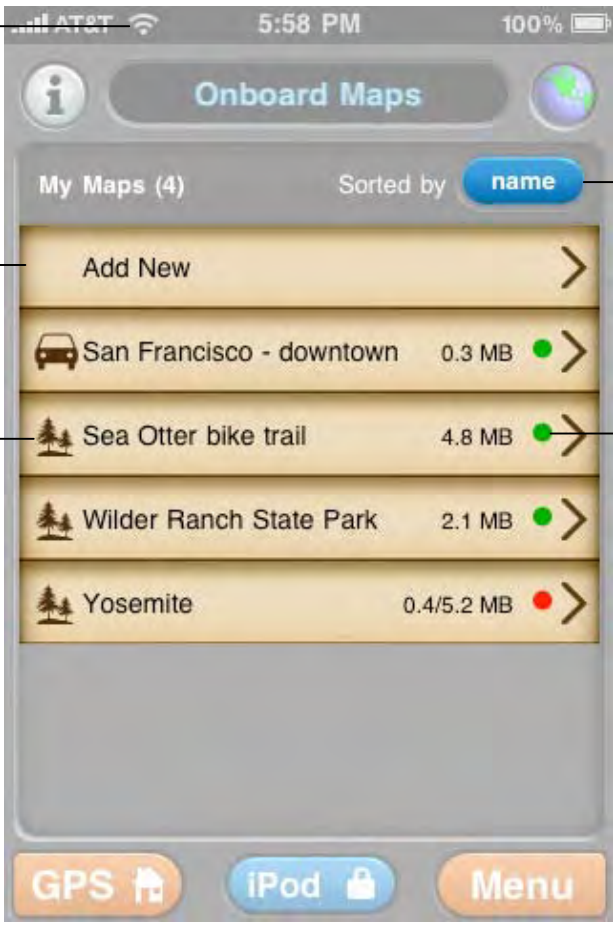 AT&T 5:58 PM 100%
i Onboard Maps
My Maps (4) Sorted by name
Add New
San Francisco - downtown 0.3 MB
Sea Otter bike trail 4.8 MB
Wilder Ranch State Park 2.1 MB
Yosemite 0.4/5.2 MB
GPS iPod Menu